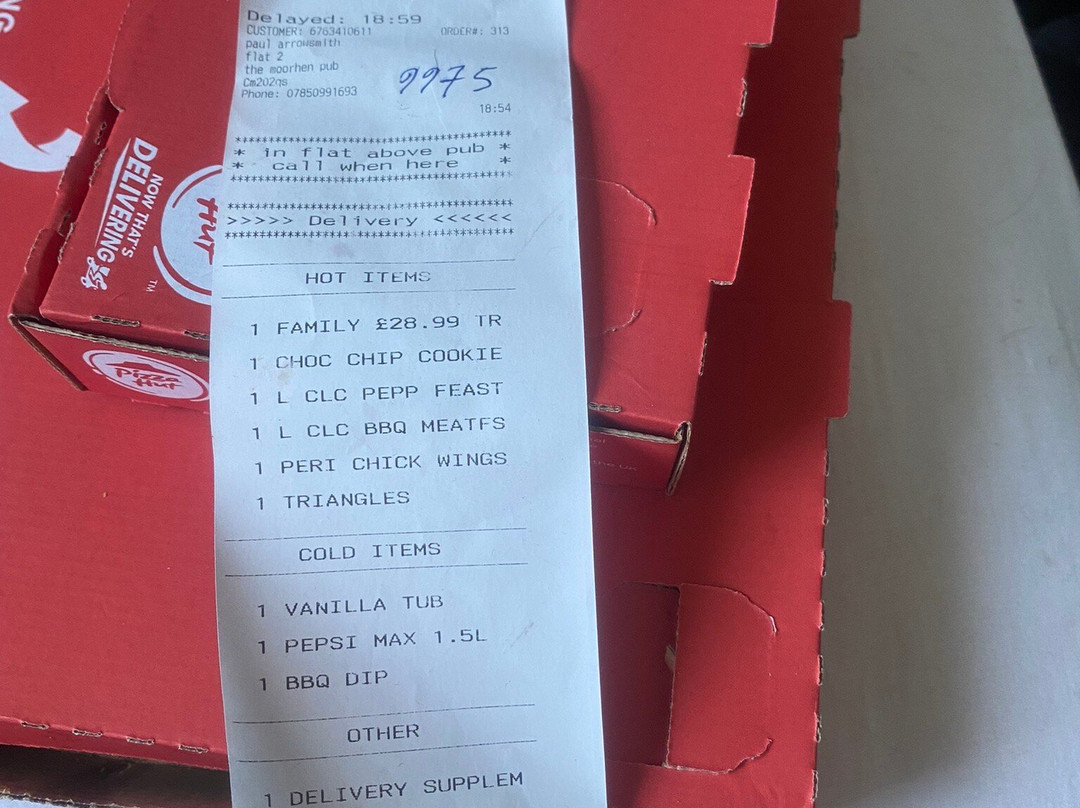 Delayed: 18:59
CUSTOMER: 6763410611 ORDER#: 313
paul arrowsmith
flat 2
the moorhen pub
Cm202qs
Phone: 07850991693
9975
18:54
********************************
* in flat above pub *
* call when here *
********************************
********************************
>>>>> Delivery <<<<<<
********************************
HOT ITEMS
1 FAMILY £28.99 TR
1 CHOC CHIP COOKIE
1 L CLC PEPP FEAST
1 L CLC BBQ MEATFS
1 PERI CHICK WINGS
1 TRIANGLES
COLD ITEMS
1 VANILLA TUB
1 PEPSI MAX 1.5L
1 BBQ DIP
OTHER
1 DELIVERY SUPPLEM
NOW THAT'S
DELIVERING
Hut
TM
Pizza
Hut
NG